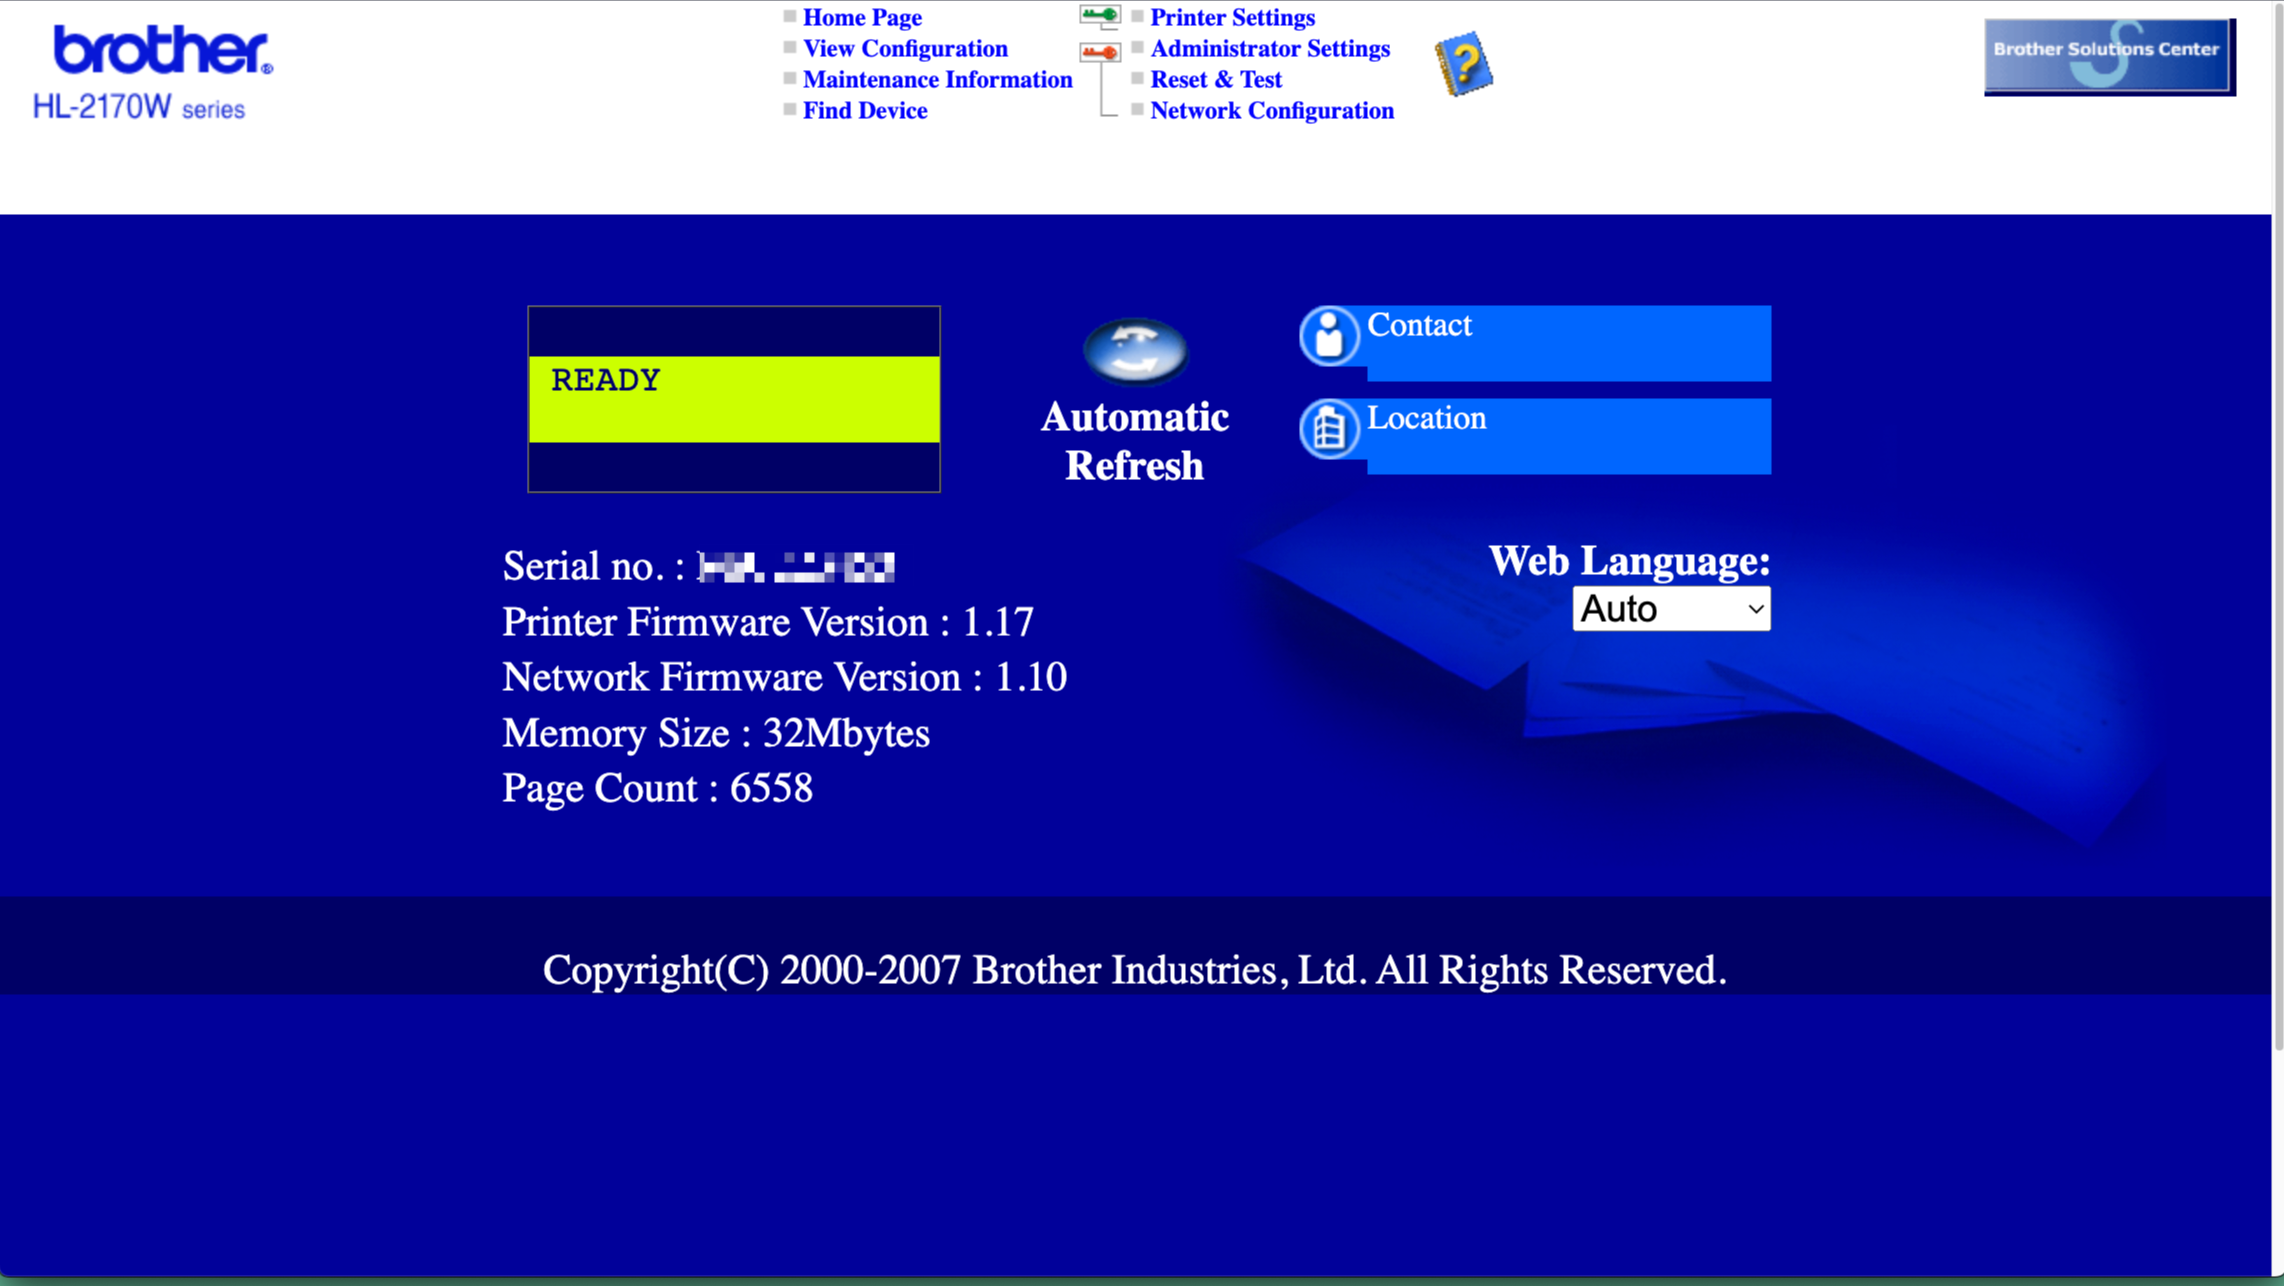 brother
HL-2170W series
Home Page
View Configuration
Maintenance Information
Find Device
Printer Settings
Administrator Settings
Reset & Test
Network Configuration
Brother Solutions Center
READY
Automatic
Refresh
Contact
Location
Serial no. :
Printer Firmware Version : 1.17
Network Firmware Version : 1.10
Memory Size : 32Mbytes
Page Count : 6558
Web Language:
Auto
Copyright(C) 2000-2007 Brother Industries, Ltd. All Rights Reserved.